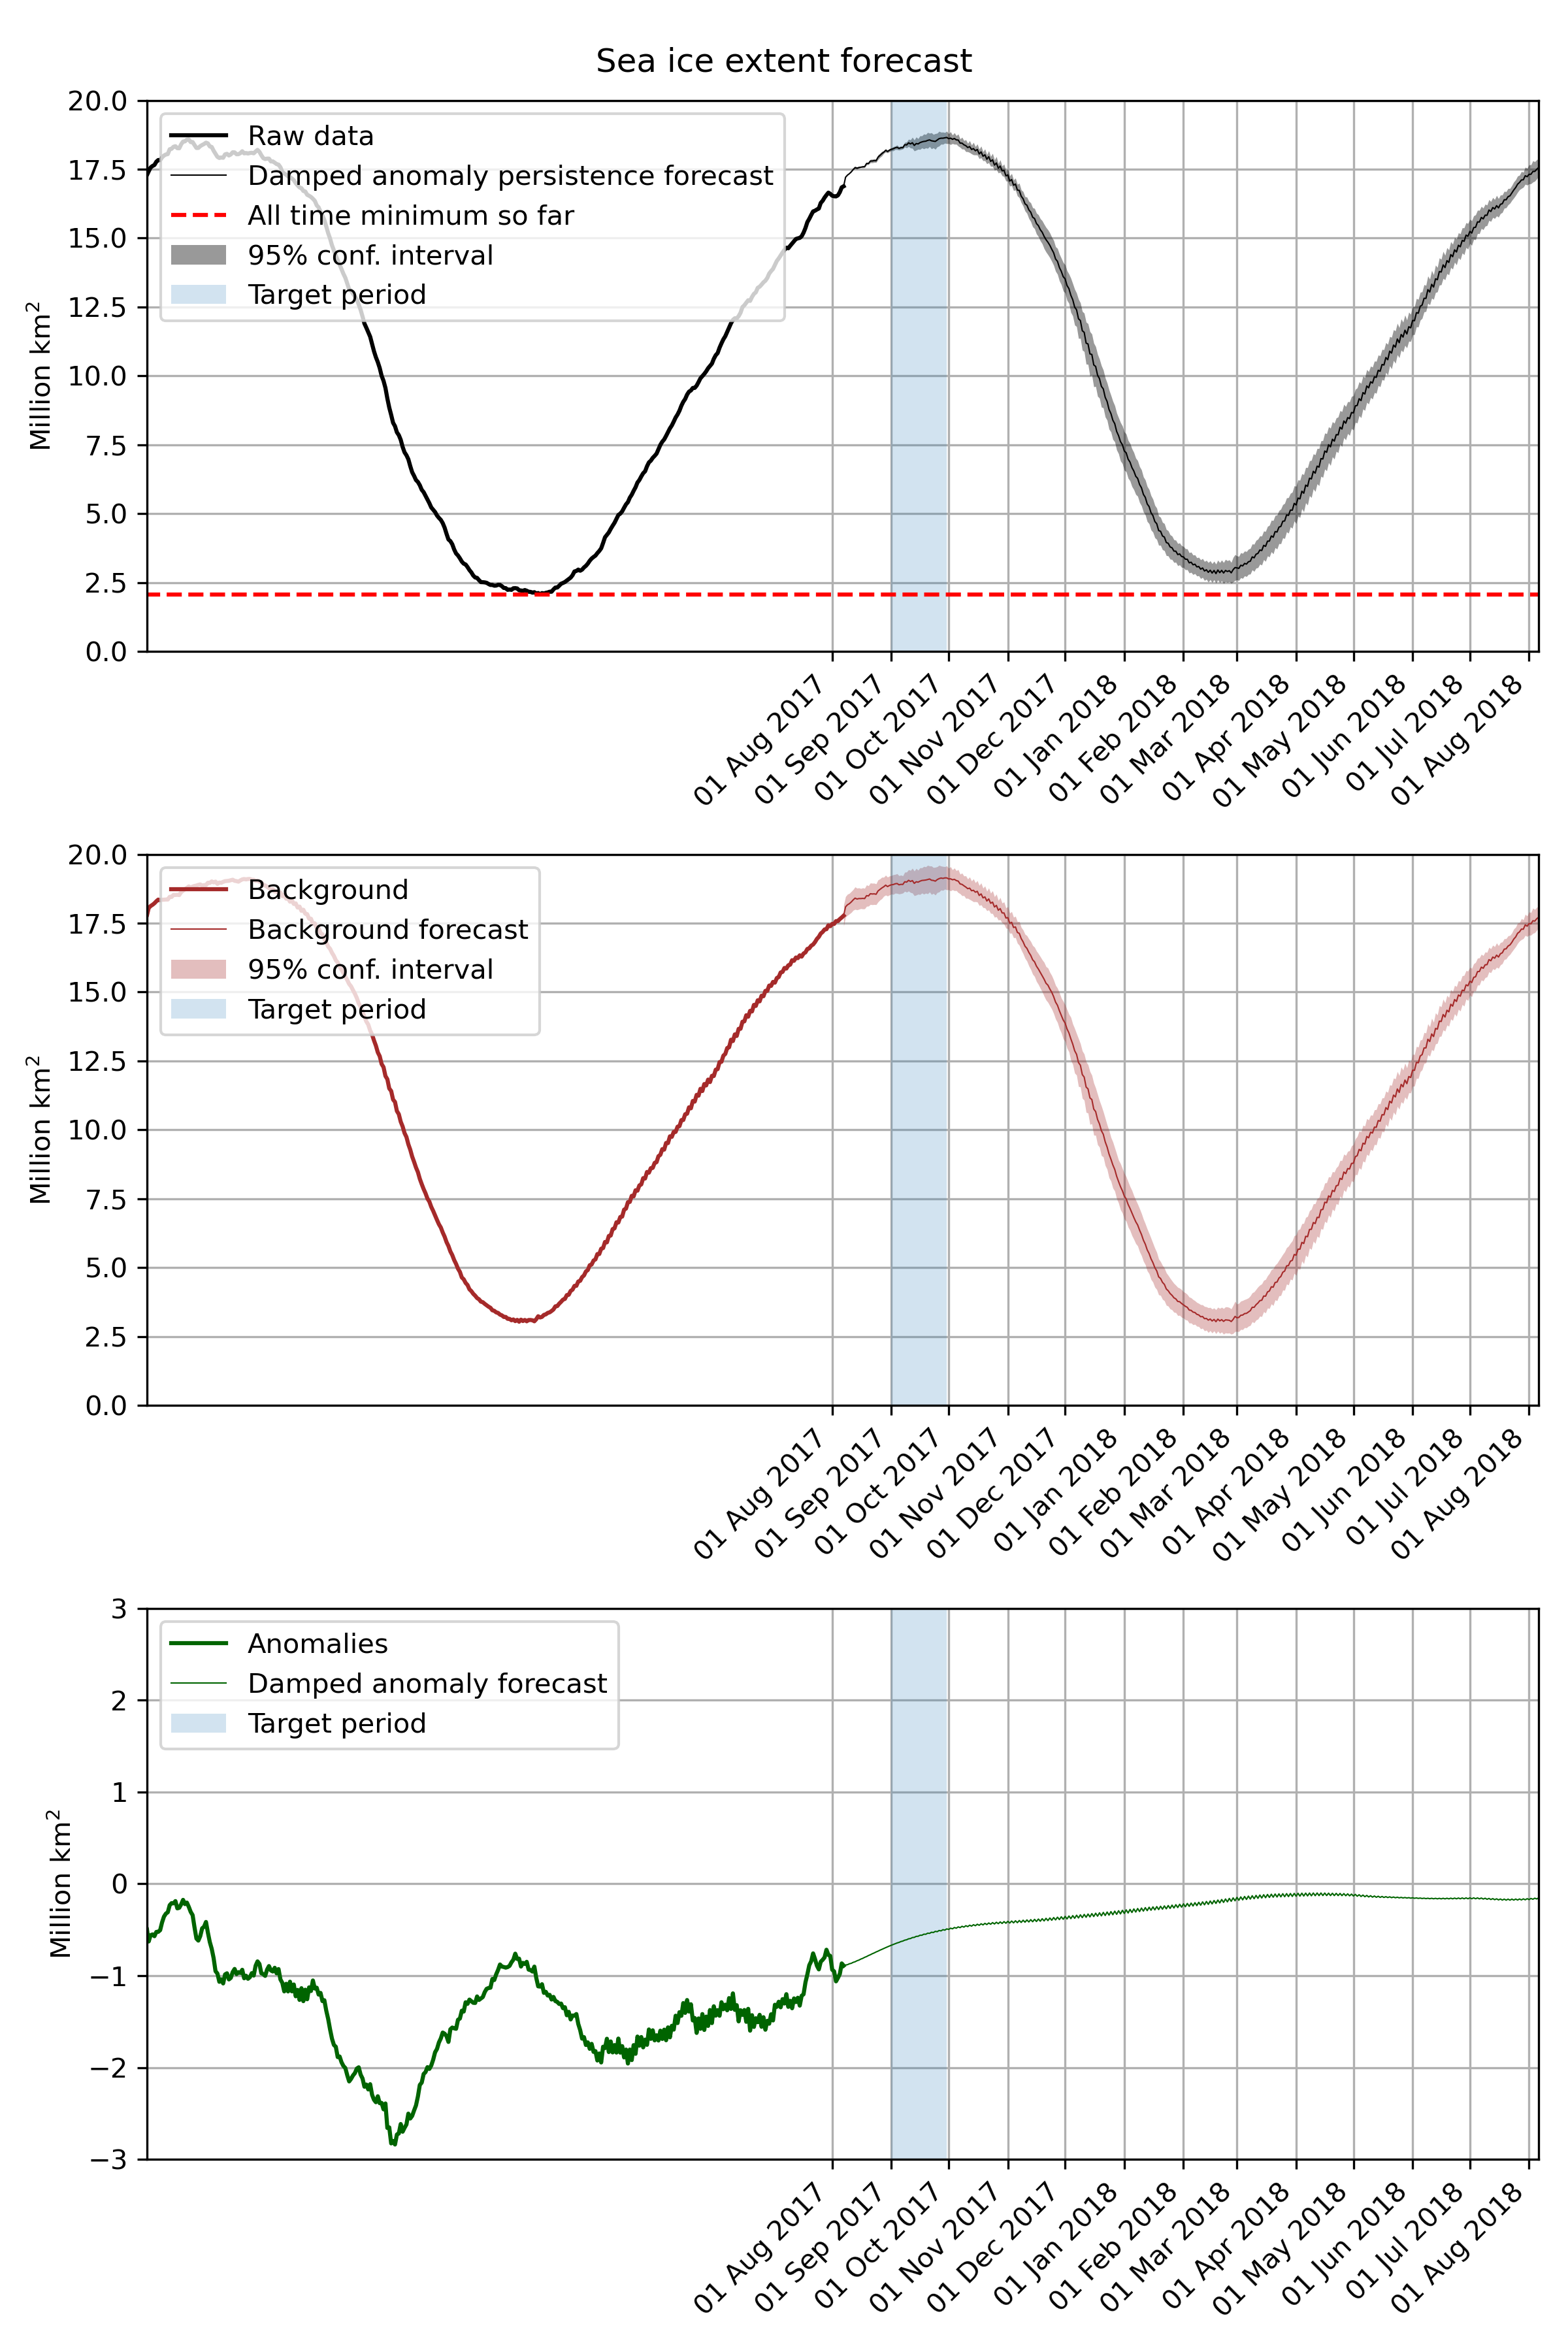 Sea ice extent forecast
20.0
17.5
15.0
12.5
10.0
7.5
5.0
2.5
0.0
Million km²
Raw data
Damped anomaly persistence forecast
All time minimum so far
95% conf. interval
Target period
01 Aug 2017
01 Sep 2017
01 Oct 2017
01 Nov 2017
01 Dec 2017
01 Jan 2018
01 Feb 2018
01 Mar 2018
01 Apr 2018
01 May 2018
01 Jun 2018
01 Jul 2018
01 Aug 2018
20.0
17.5
15.0
12.5
10.0
7.5
5.0
2.5
0.0
Million km²
Background
Background forecast
95% conf. interval
Target period
01 Aug 2017
01 Sep 2017
01 Oct 2017
01 Nov 2017
01 Dec 2017
01 Jan 2018
01 Feb 2018
01 Mar 2018
01 Apr 2018
01 May 2018
01 Jun 2018
01 Jul 2018
01 Aug 2018
3
2
1
0
−1
−2
−3
Million km²
Anomalies
Damped anomaly forecast
Target period
01 Aug 2017
01 Sep 2017
01 Oct 2017
01 Nov 2017
01 Dec 2017
01 Jan 2018
01 Feb 2018
01 Mar 2018
01 Apr 2018
01 May 2018
01 Jun 2018
01 Jul 2018
01 Aug 2018